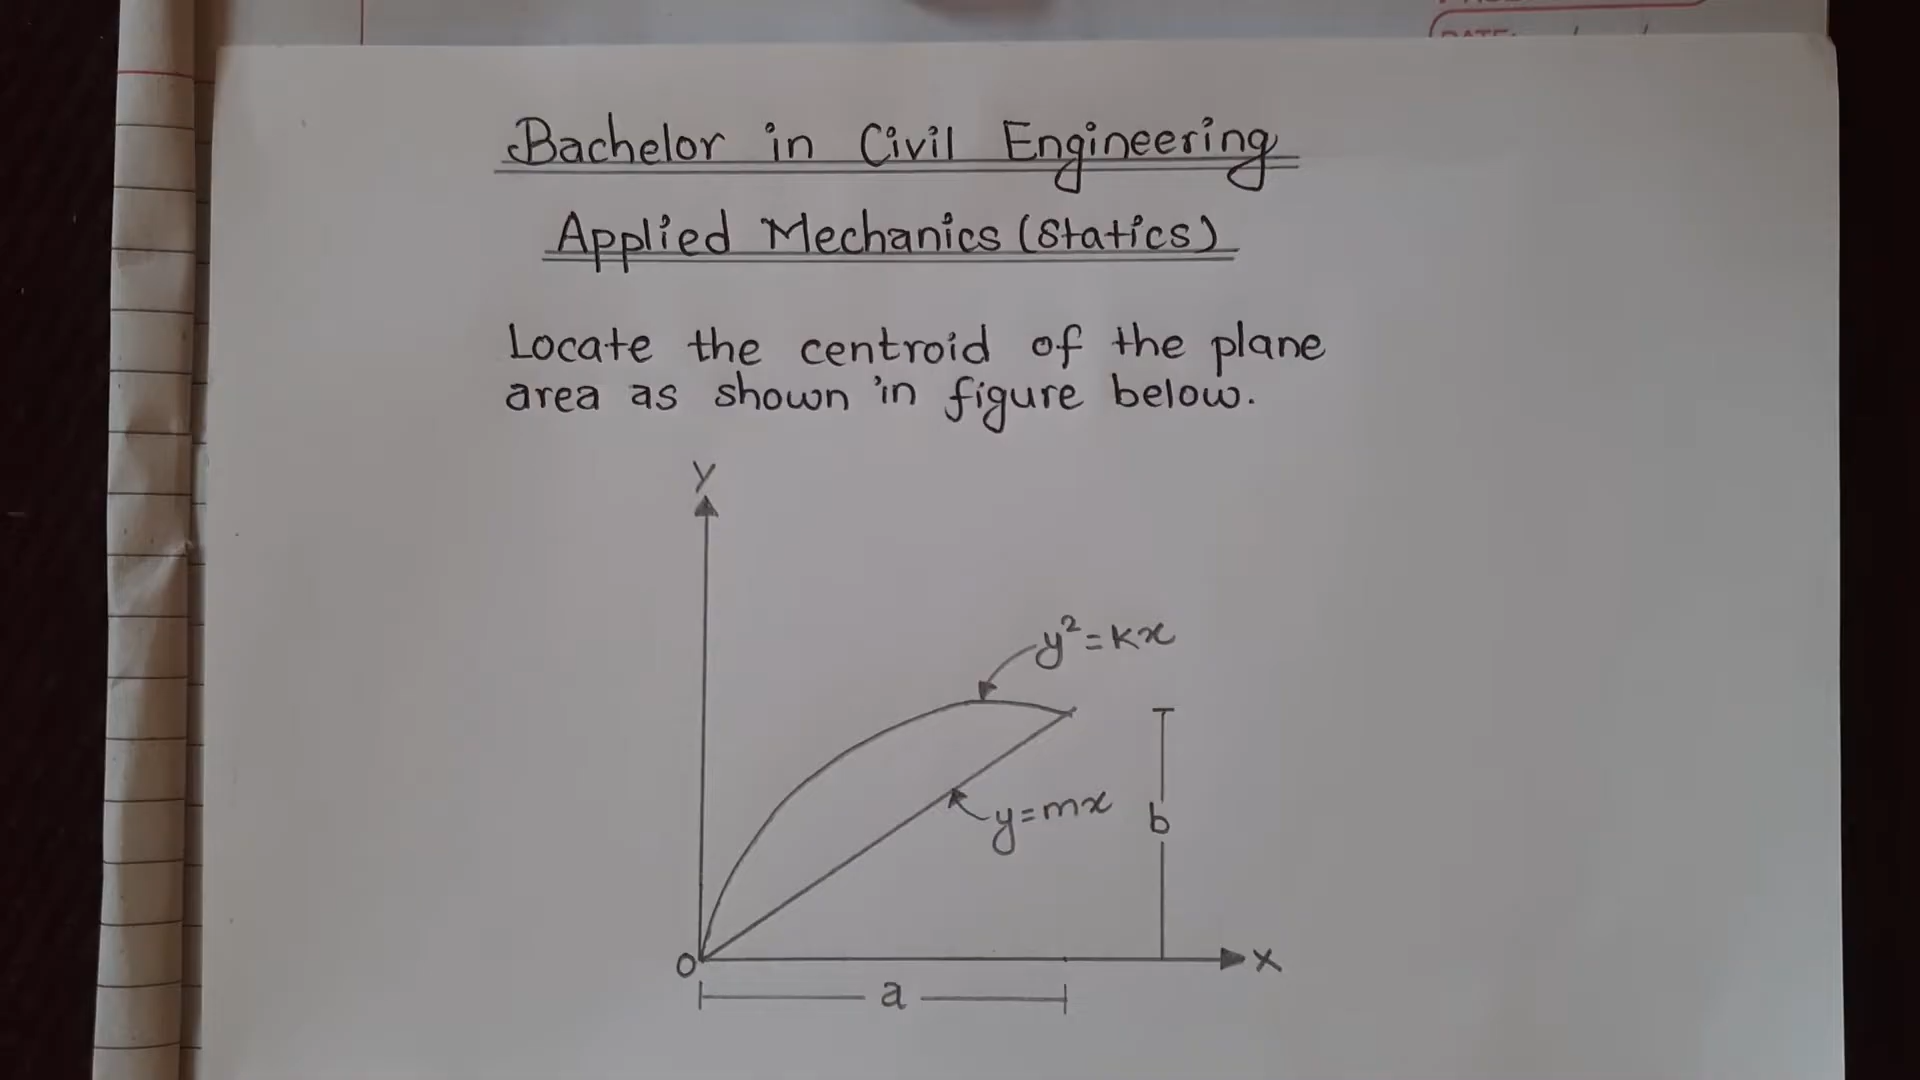 DATE:
Bachelor in Civil Engineering
Applied Mechanics (Statics)
Locate the centroid of the plane
area as shown in figure below.
Y
y²=kx
y=mx
b
O
X
a